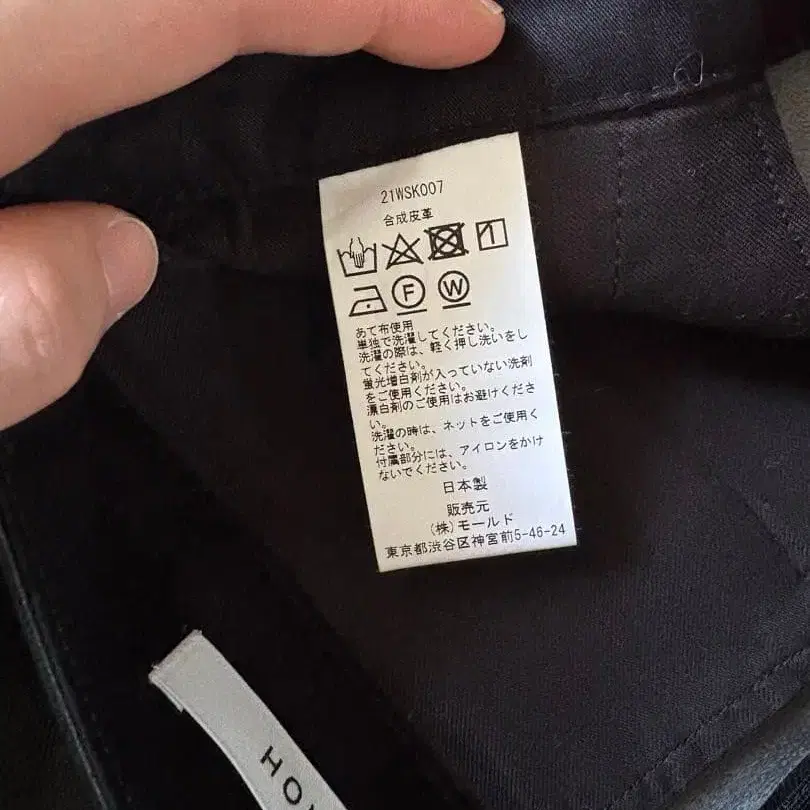 21WSK007
合成皮革
F W
あて布使用
単独で洗濯してください。
洗濯の際は、軽く押し洗いをし
てください。
蛍光増白剤が入っていない洗剤
をご使用ください。
漂白剤のご使用はお避けくださ
い。
洗濯の時は、ネットをご使用く
ださい。
付属部分には、アイロンをかけ
ないでください。
日本製
販売元
(株)モールド
東京都渋谷区神宮前5-46-24